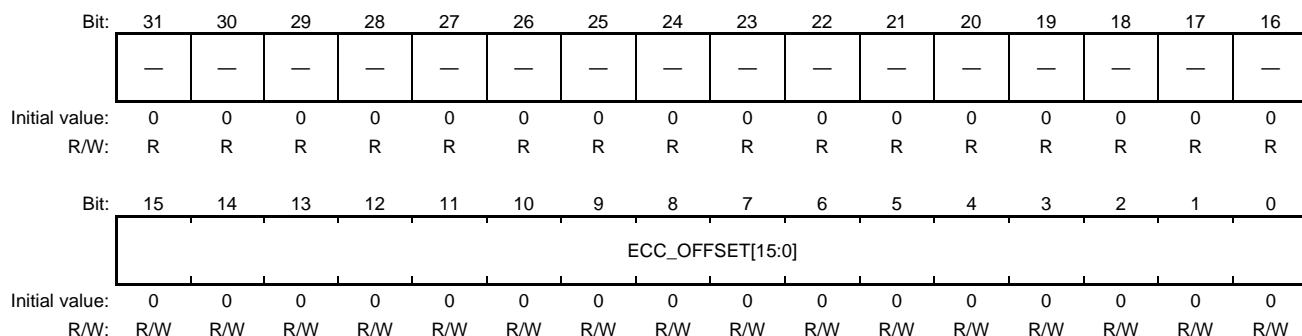 Bit: 31 30 29 28 27 26 25 24 23 22 21 20 19 18 17 16
— — — — — — — — — — — — — — — —
Initial value: 0 0 0 0 0 0 0 0 0 0 0 0 0 0 0 0
R/W: R R R R R R R R R R R R R R R R
Bit: 15 14 13 12 11 10 9 8 7 6 5 4 3 2 1 0
ECC_OFFSET[15:0]
Initial value: 0 0 0 0 0 0 0 0 0 0 0 0 0 0 0 0
R/W: R/W R/W R/W R/W R/W R/W R/W R/W R/W R/W R/W R/W R/W R/W R/W R/W